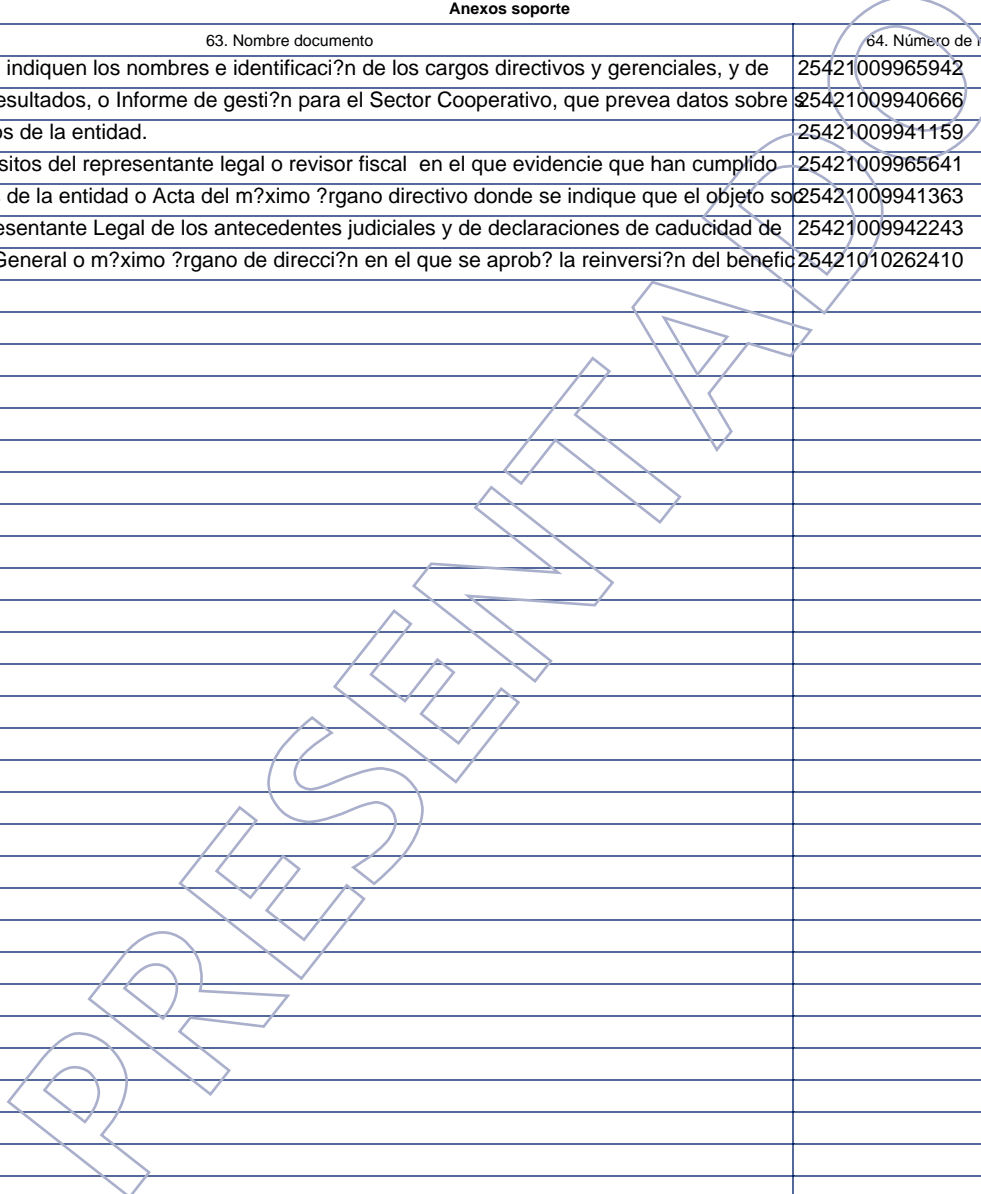 Anexos soporte
63. Nombre documento 64. Número de
indiquen los nombres e identificaci?n de los cargos directivos y gerenciales, y de 25421009965942
esultados, o Informe de gesti?n para el Sector Cooperativo, que prevea datos sobre s 25421009940666
os de la entidad. 25421009941159
sitos del representante legal o revisor fiscal en el que evidencie que han cumplido 25421009965641
de la entidad o Acta del m?ximo ?rgano directivo donde se indique que el objeto soc 25421009941363
esentante Legal de los antecedentes judiciales y de declaraciones de caducidad de 25421009942243
General o m?ximo ?rgano de direcci?n en el que se aprob? la reinversi?n del benefic 25421010262410
PRESENTADO